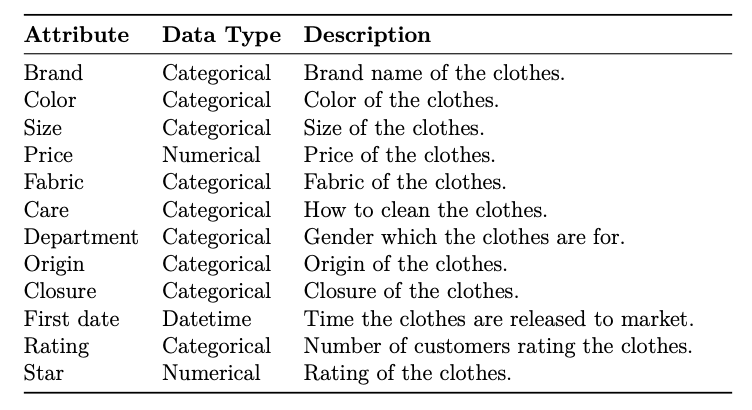 Attribute Data Type Description
Brand Categorical Brand name of the clothes.
Color Categorical Color of the clothes.
Size Categorical Size of the clothes.
Price Numerical Price of the clothes.
Fabric Categorical Fabric of the clothes.
Care Categorical How to clean the clothes.
Department Categorical Gender which the clothes are for.
Origin Categorical Origin of the clothes.
Closure Categorical Closure of the clothes.
First date Datetime Time the clothes are released to market.
Rating Categorical Number of customers rating the clothes.
Star Numerical Rating of the clothes.